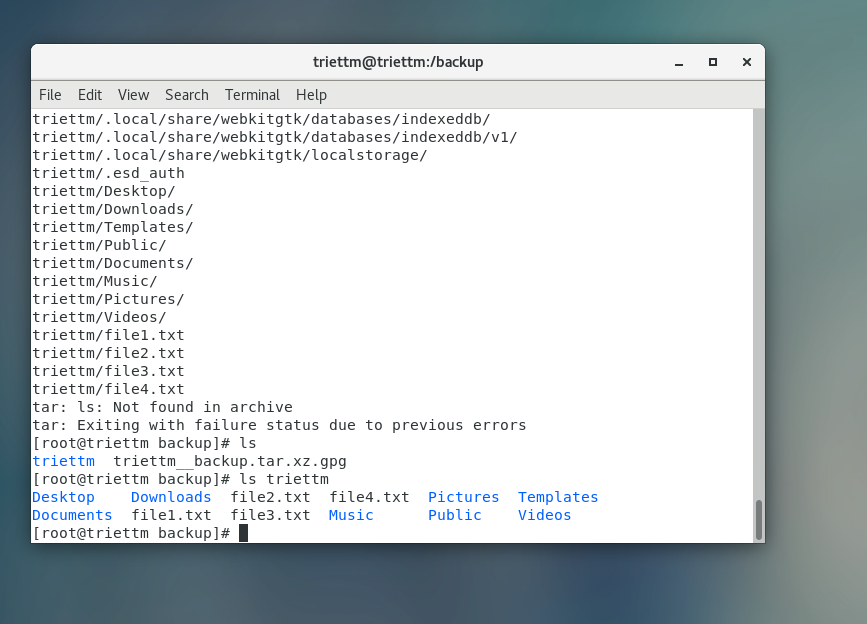 triettm@triettm:/backup
File Edit View Search Terminal Help
triettm/.local/share/webkitgtk/databases/indexeddb/
triettm/.local/share/webkitgtk/databases/indexeddb/v1/
triettm/.local/share/webkitgtk/localstorage/
triettm/.esd_auth
triettm/Desktop/
triettm/Downloads/
triettm/Templates/
triettm/Public/
triettm/Documents/
triettm/Music/
triettm/Pictures/
triettm/Videos/
triettm/file1.txt
triettm/file2.txt
triettm/file3.txt
triettm/file4.txt
tar: ls: Not found in archive
tar: Exiting with failure status due to previous errors
[root@triettm backup]# ls
triettm  triettm__backup.tar.xz.gpg
[root@triettm backup]# ls triettm
Desktop    Downloads  file2.txt  file4.txt  Pictures  Templates
Documents  file1.txt  file3.txt  Music      Public    Videos
[root@triettm backup]#